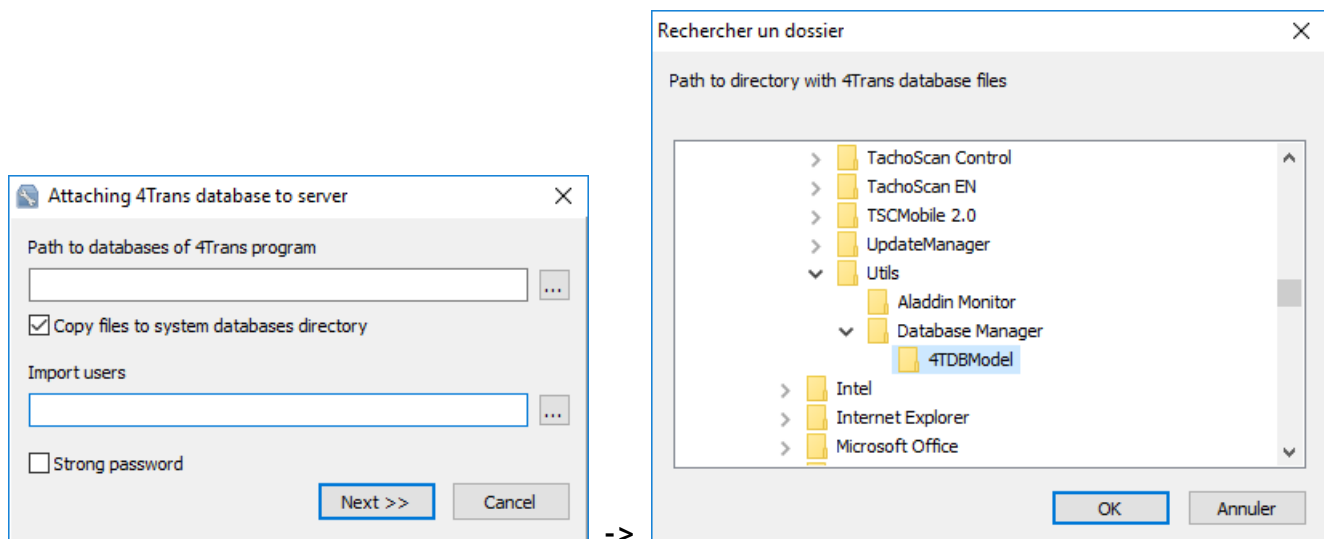 Attaching 4Trans database to server
Path to databases of 4Trans program
...
Copy files to system databases directory
Import users
...
Strong password
Next >>
Cancel
->
Rechercher un dossier
Path to directory with 4Trans database files
TachoScan Control
TachoScan EN
TSCMobile 2.0
UpdateManager
Utils
Aladdin Monitor
Database Manager
4TDBModel
Intel
Internet Explorer
Microsoft Office
OK
Annuler